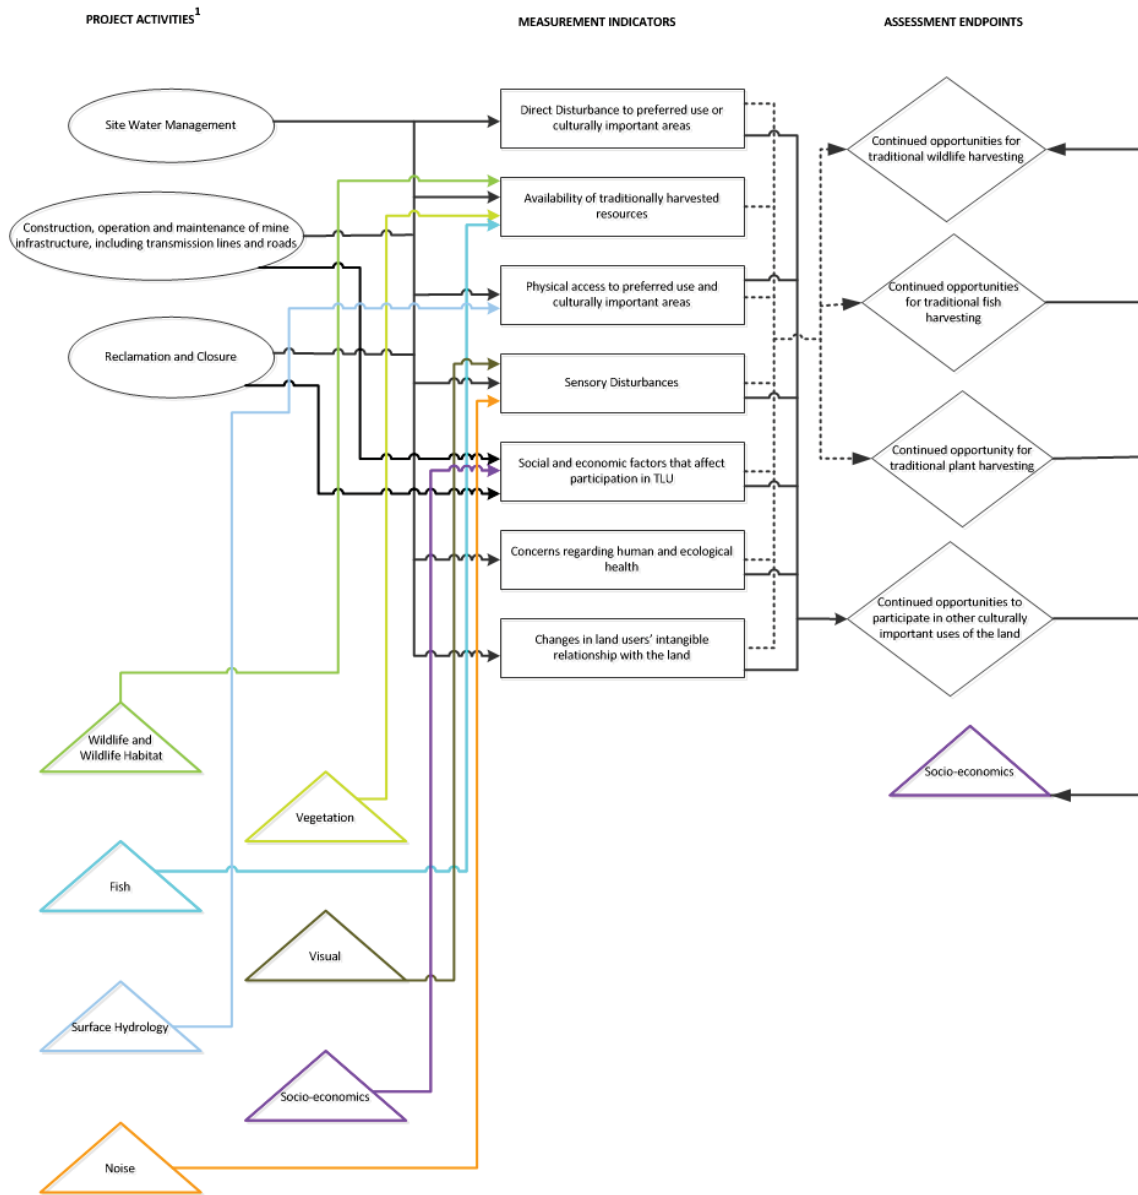 PROJECT ACTIVITIES1
MEASUREMENT INDICATORS
ASSESSMENT ENDPOINTS
Site Water Management
Construction, operation and maintenance of mine
infrastructure, including transmission lines and roads
Reclamation and Closure
Direct Disturbance to preferred use or
culturally important areas
Availability of traditionally harvested
resources
Physical access to preferred use and
culturally important areas
Sensory Disturbances
Social and economic factors that affect
participation in TLU
Concerns regarding human and ecological
health
Changes in land users' intangible
relationship with the land
Continued opportunities for
traditional wildlife harvesting
Continued opportunities
for traditional fish
harvesting
Continued opportunity for
traditional plant harvesting
Continued opportunities to
participate in other culturally
important uses of the land
Socio-economics
Wildlife and
Wildlife Habitat
Vegetation
Fish
Visual
Surface Hydrology
Socio-economics
Noise